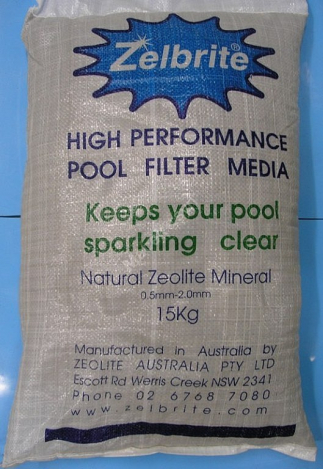 Zelbrite®
HIGH PERFORMANCE
POOL FILTER MEDIA
Keeps your pool
sparkling clear
Natural Zeolite Mineral
0.5mm-2.0mm
15Kg
Manufactured in Australia by
ZEOLITE AUSTRALIA PTY LTD
Escott Rd Werris Creek NSW 2341
Phone 02 6768 7080
www.zelbrite.com